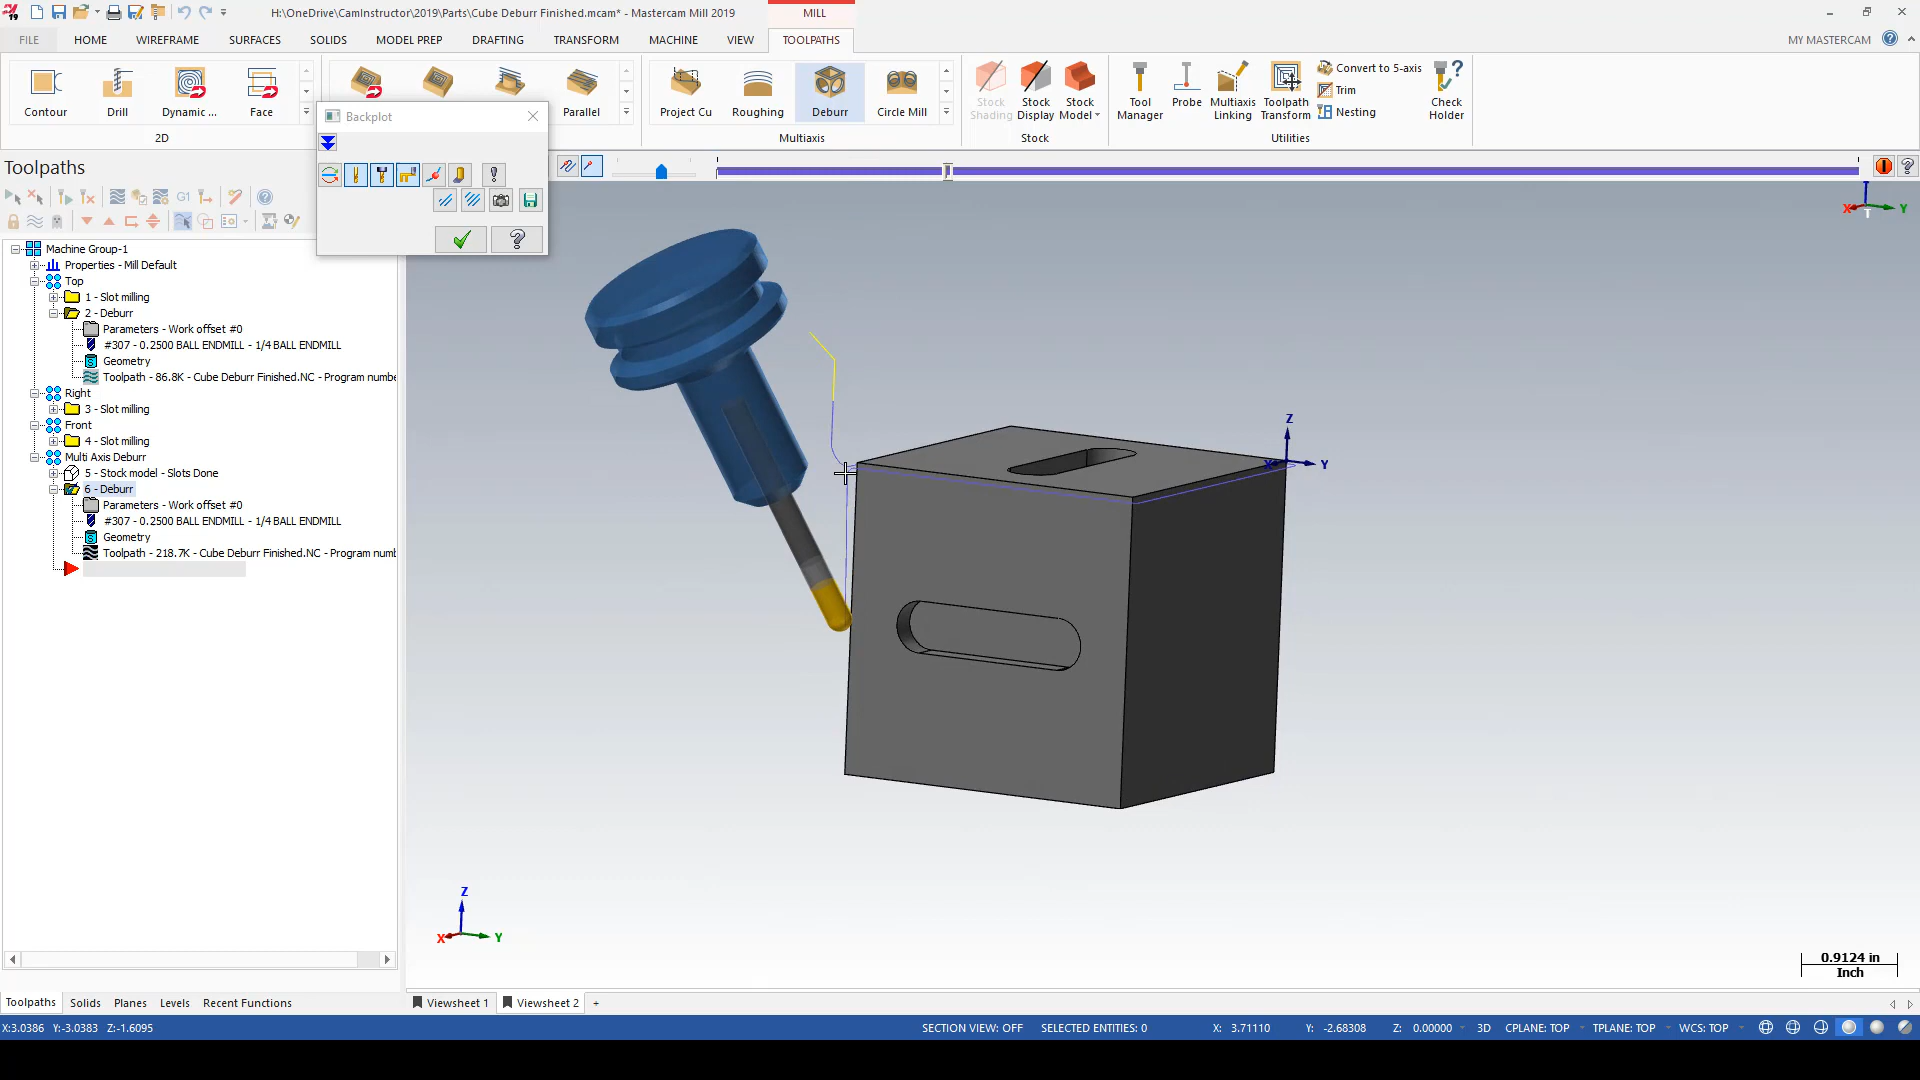 H:\OneDrive\CamInstructor\2019\Parts\Cube Deburr Finished.mcam* - Mastercam Mill 2019
MILL
FILE HOME WIREFRAME SURFACES SOLIDS MODEL PREP DRAFTING TRANSFORM MACHINE VIEW TOOLPATHS MY MASTERCAM
Contour Drill Dynamic ... Face Parallel Project Cu Roughing Deburr Circle Mill
Stock Shading Stock Display Stock Model Tool Manager Probe Multiaxis Linking Toolpath Transform Convert to 5-axis Trim Nesting Check Holder
2D Multiaxis Stock Utilities
Backplot
Toolpaths
G1
Machine Group-1
Properties - Mill Default
Top
1 - Slot milling
2 - Deburr
Parameters - Work offset #0
#307 - 0.2500 BALL ENDMILL - 1/4 BALL ENDMILL
Geometry
Toolpath - 86.8K - Cube Deburr Finished.NC - Program numbe
Right
3 - Slot milling
Front
4 - Slot milling
Multi Axis Deburr
5 - Stock model - Slots Done
6 - Deburr
Parameters - Work offset #0
#307 - 0.2500 BALL ENDMILL - 1/4 BALL ENDMILL
Geometry
Toolpath - 218.7K - Cube Deburr Finished.NC - Program numb
X T Y
Z
X Y
Z
X Y
0.9124 in
Inch
Toolpaths Solids Planes Levels Recent Functions Viewsheet 1 Viewsheet 2 +
X:3.0386 Y:-3.0383 Z:-1.6095 SECTION VIEW: OFF SELECTED ENTITIES: 0 X: 3.71110 Y: -2.68308 Z: 0.00000 3D CPLANE: TOP TPLANE: TOP WCS: TOP